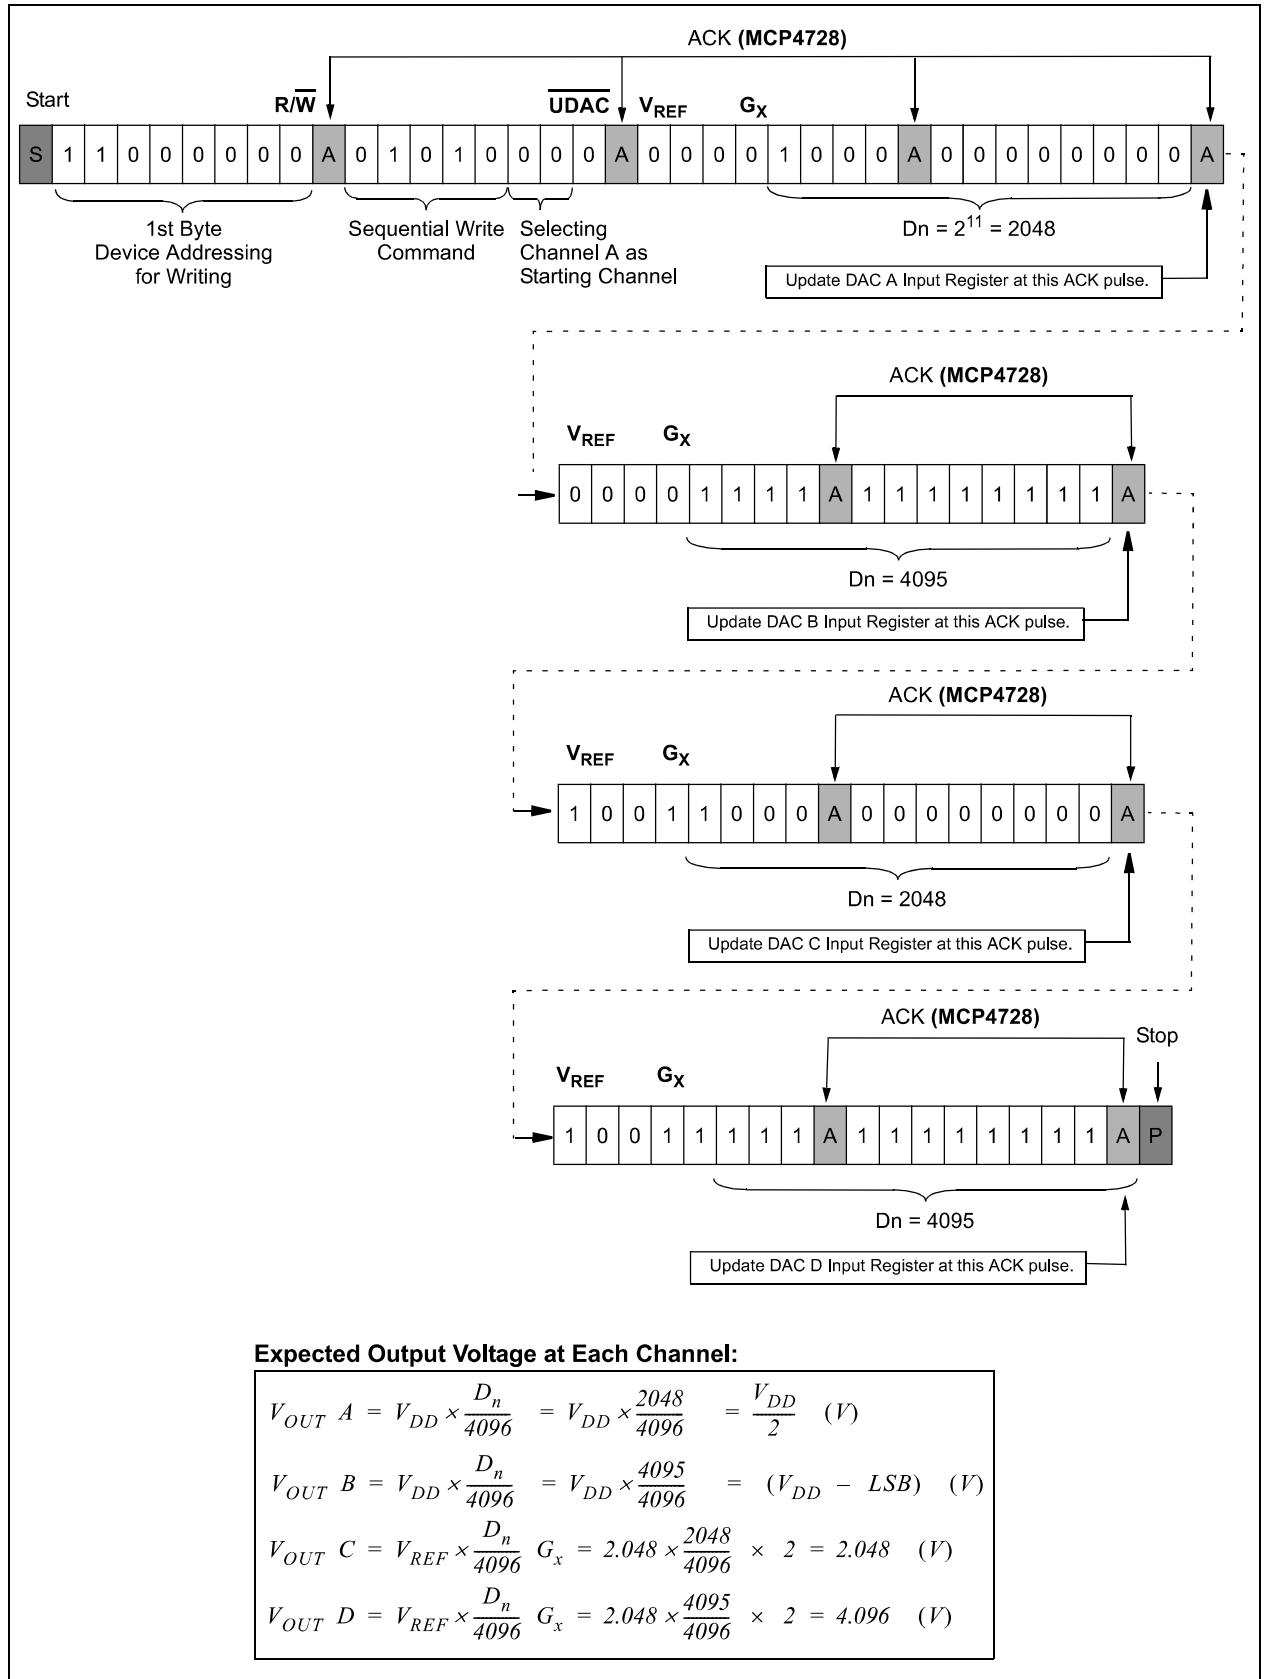 ACK (MCP4728)
Start R/W UDAC VREF GX
S 1 1 0 0 0 0 0 0 A 0 1 0 1 0 0 0 0 A 0 0 0 0 1 0 0 0 A 0 0 0 0 0 0 0 0 A
1st Byte
Device Addressing
for Writing
Sequential Write
Command
Selecting
Channel A as
Starting Channel
Dn = 2^11 = 2048
Update DAC A Input Register at this ACK pulse.
ACK (MCP4728)
VREF GX
0 0 0 0 1 1 1 1 A 1 1 1 1 1 1 1 1 A
Dn = 4095
Update DAC B Input Register at this ACK pulse.
ACK (MCP4728)
VREF GX
1 0 0 1 1 0 0 0 A 0 0 0 0 0 0 0 0 A
Dn = 2048
Update DAC C Input Register at this ACK pulse.
ACK (MCP4728)
Stop
VREF GX
1 0 0 1 1 1 1 1 A 1 1 1 1 1 1 1 1 A P
Dn = 4095
Update DAC D Input Register at this ACK pulse.
Expected Output Voltage at Each Channel:
VOUT A = VDD × Dn/4096 = VDD × 2048/4096 = VDD/2 (V)
VOUT B = VDD × Dn/4096 = VDD × 4095/4096 = (VDD – LSB) (V)
VOUT C = VREF × Dn/4096 Gx = 2.048 × 2048/4096 × 2 = 2.048 (V)
VOUT D = VREF × Dn/4096 Gx = 2.048 × 4095/4096 × 2 = 4.096 (V)